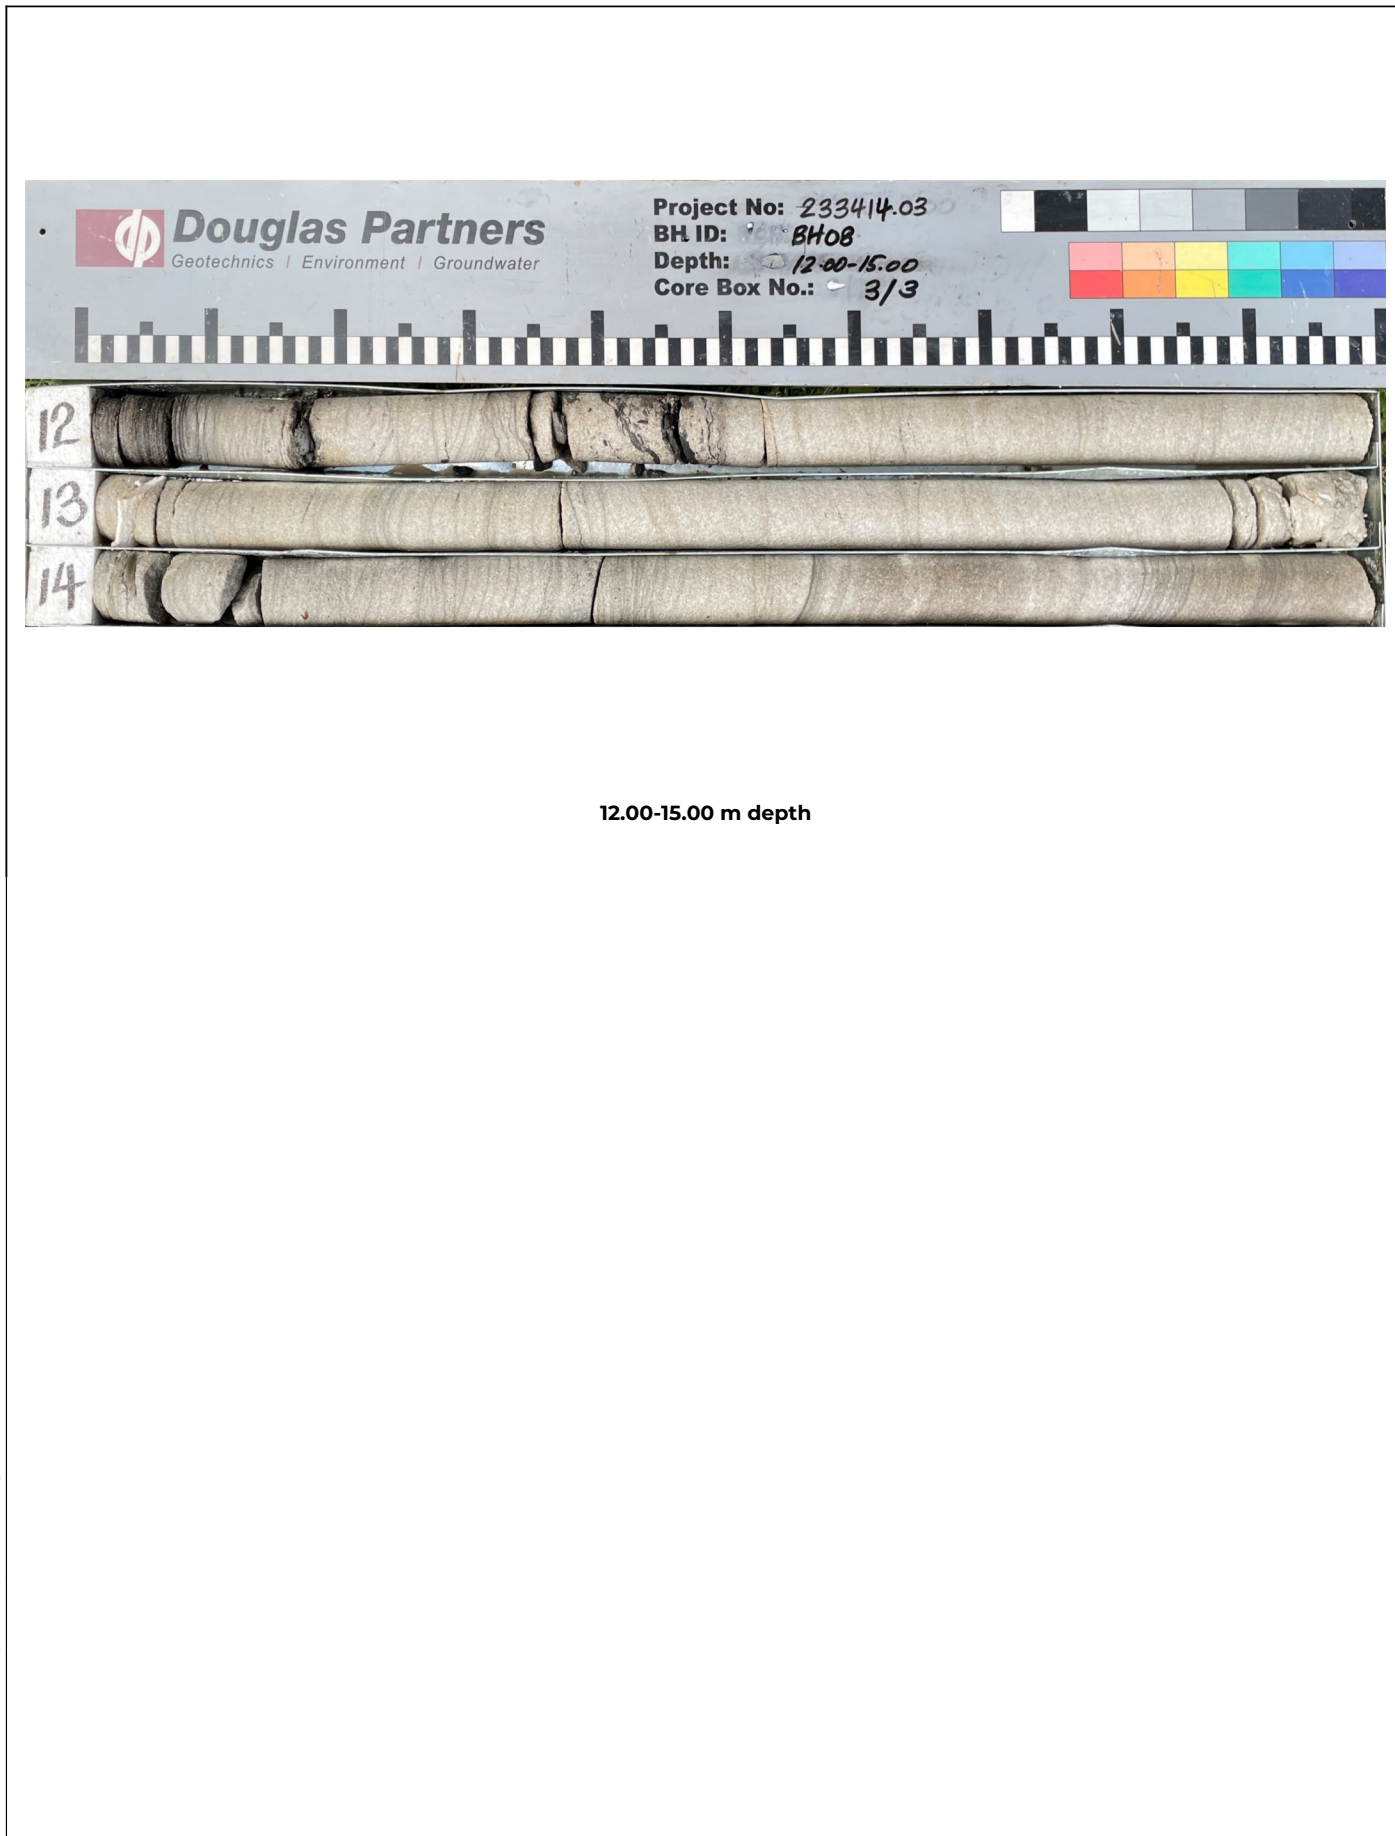 Douglas Partners
Geotechnics | Environment | Groundwater
Project No: 233414.03
BH ID: BH08
Depth: 12.00-15.00
Core Box No.: 3/3
12
13
14
12.00-15.00 m depth